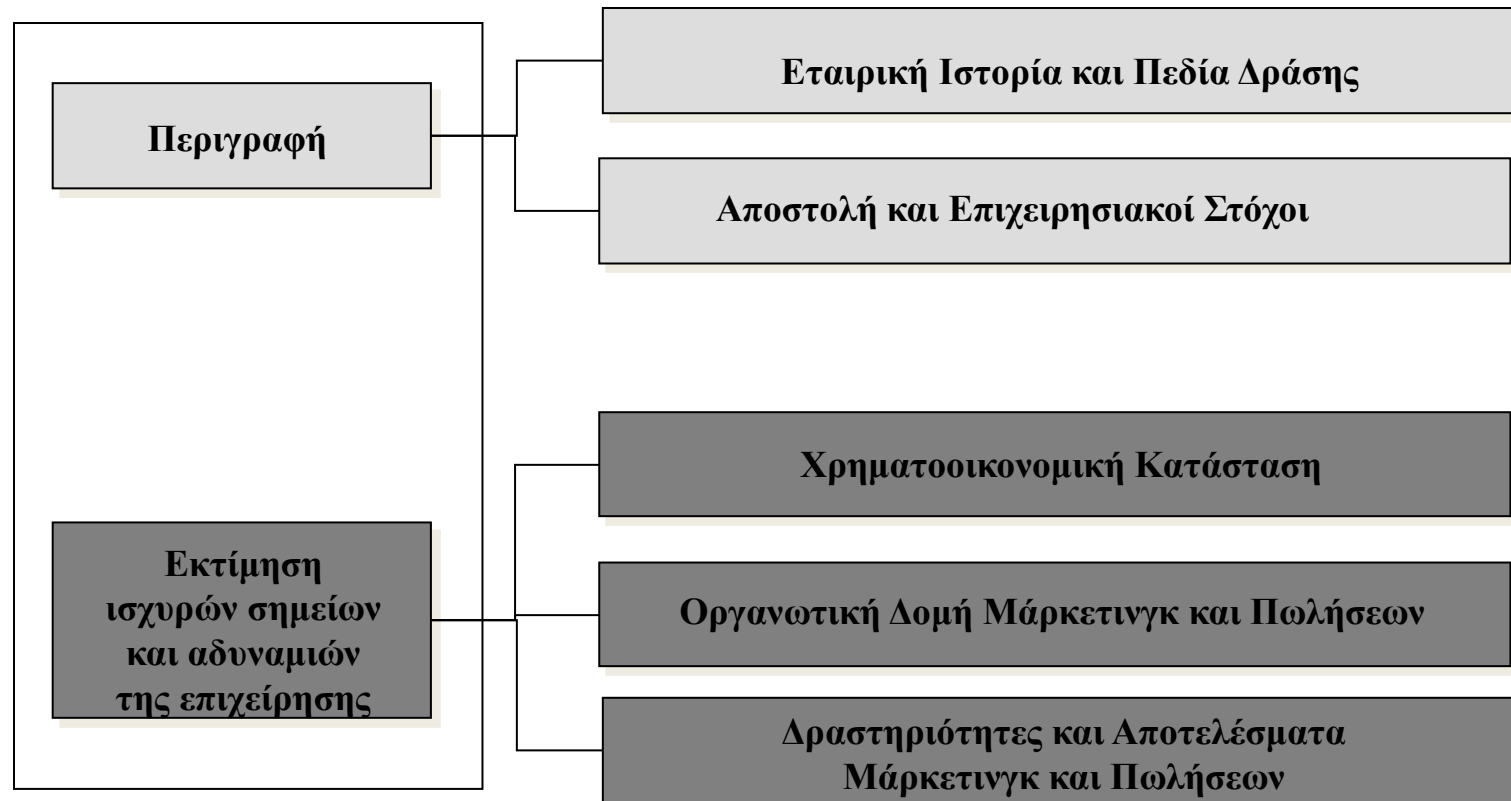 Περιγραφή
Εταιρική Ιστορία και Πεδία Δράσης
Αποστολή και Επιχειρησιακοί Στόχοι
Εκτίμηση
ισχυρών σημείων
και αδυναμιών
της επιχείρησης
Χρηματοοικονομική Κατάσταση
Οργανωτική Δομή Μάρκετινγκ και Πωλήσεων
Δραστηριότητες και Αποτελέσματα
Μάρκετινγκ και Πωλήσεων